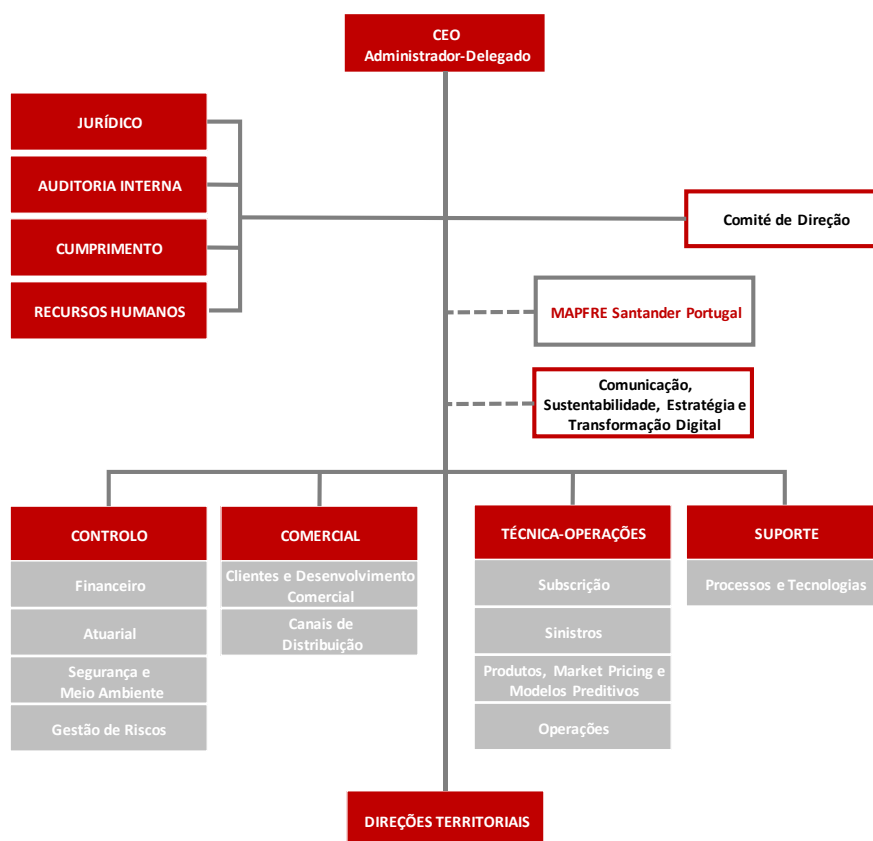 CEO
Administrador-Delegado
JURÍDICO
AUDITORIA INTERNA
CUMPRIMENTO
RECURSOS HUMANOS
Comité de Direção
MAPFRE Santander Portugal
Comunicação,
Sustentabilidade, Estratégia e
Transformação Digital
CONTROLO
Financeiro
Atuarial
Segurança e
Meio Ambiente
Gestão de Riscos
COMERCIAL
Clientes e Desenvolvimento
Comercial
Canais de
Distribuição
TÉCNICA-OPERAÇÕES
Subscrição
Sinistros
Produtos, Market Pricing e
Modelos Preditivos
Operações
SUPORTE
Processos e Tecnologias
DIREÇÕES TERRITORIAIS